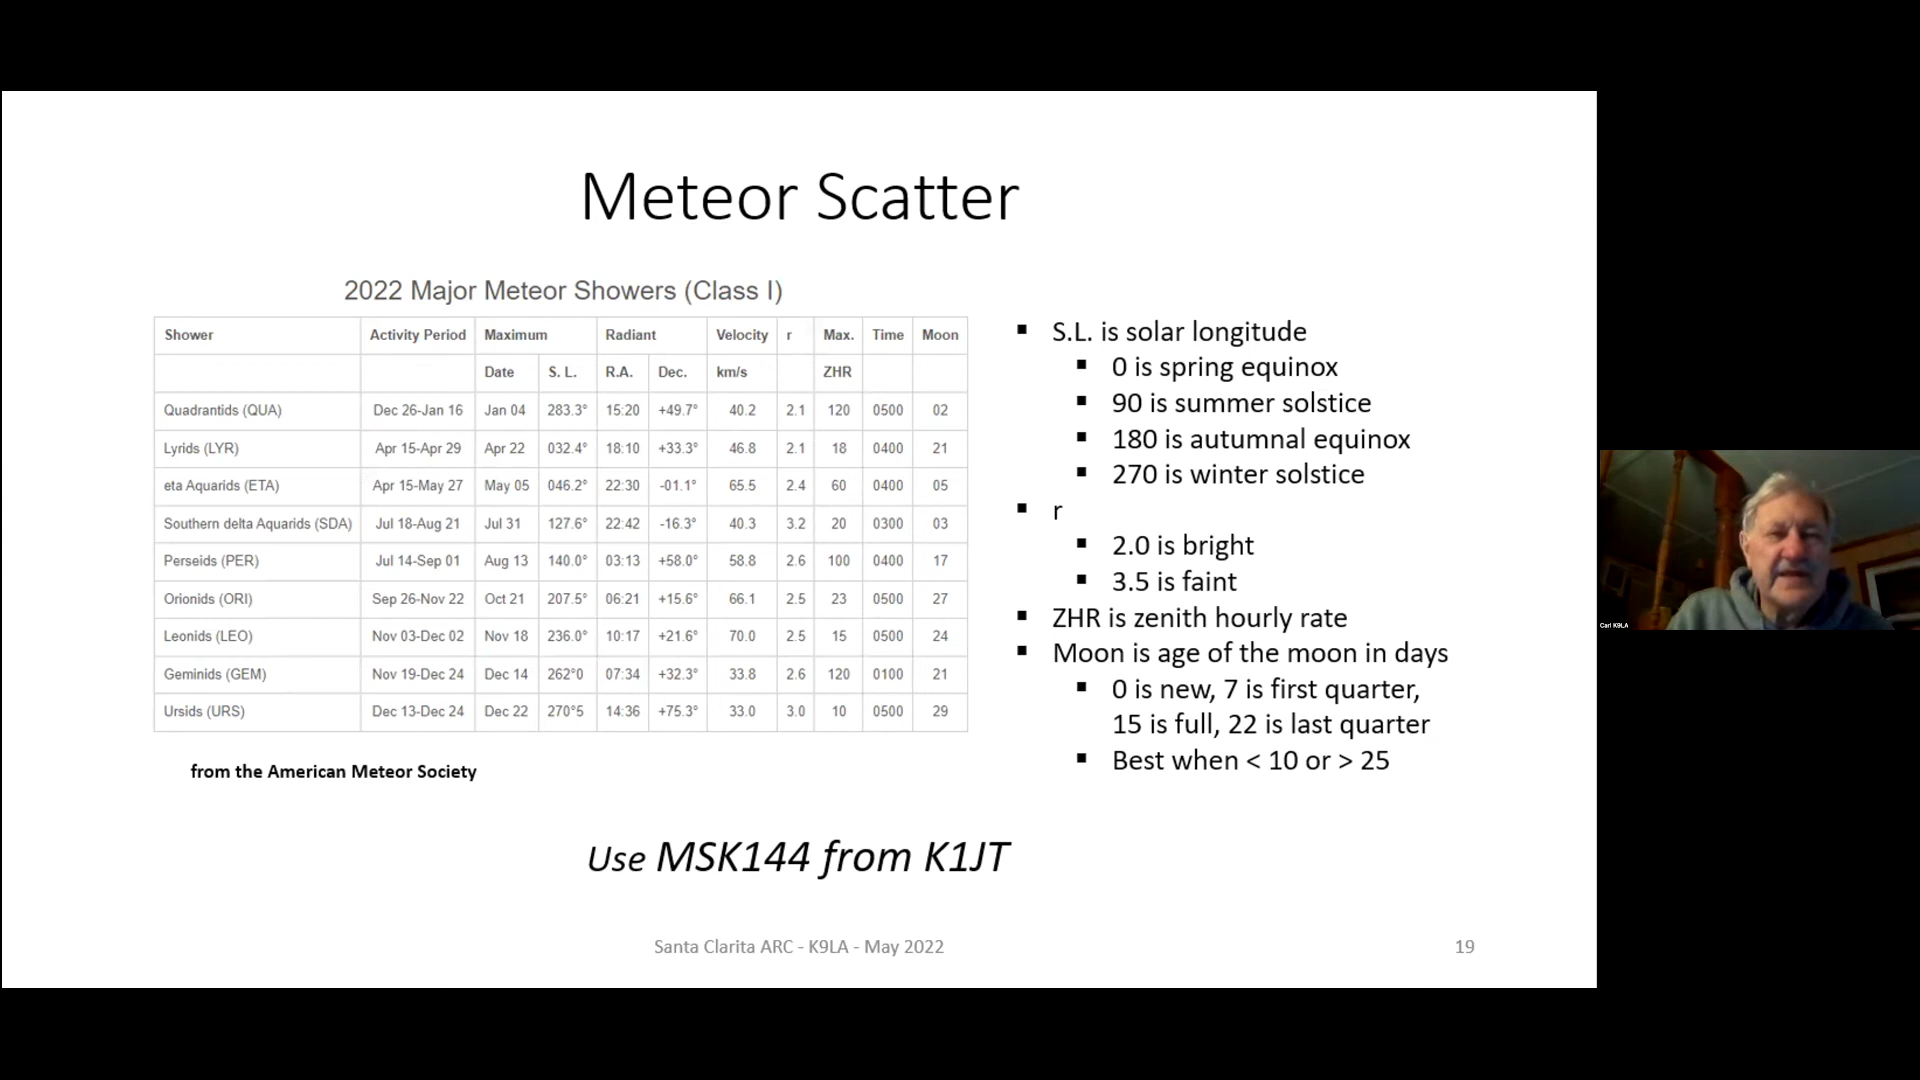 Meteor Scatter
2022 Major Meteor Showers (Class I)
Shower Activity Period Maximum Radiant Velocity r Max. Time Moon
Date S. L. R.A. Dec. km/s ZHR
Quadrantids (QUA) Dec 26-Jan 16 Jan 04 283.3° 15:20 +49.7° 40.2 2.1 120 0500 02
Lyrids (LYR) Apr 15-Apr 29 Apr 22 032.4° 18:10 +33.3° 46.8 2.1 18 0400 21
eta Aquarids (ETA) Apr 15-May 27 May 05 046.2° 22:30 -01.1° 65.5 2.4 60 0400 05
Southern delta Aquarids (SDA) Jul 18-Aug 21 Jul 31 127.6° 22:42 -16.3° 40.3 3.2 20 0300 03
Perseids (PER) Jul 14-Sep 01 Aug 13 140.0° 03:13 +58.0° 58.8 2.6 100 0400 17
Orionids (ORI) Sep 26-Nov 22 Oct 21 207.5° 06:21 +15.6° 66.1 2.5 23 0500 27
Leonids (LEO) Nov 03-Dec 02 Nov 18 236.0° 10:17 +21.6° 70.0 2.5 15 0500 24
Geminids (GEM) Nov 19-Dec 24 Dec 14 262°0 07:34 +32.3° 33.8 2.6 120 0100 21
Ursids (URS) Dec 13-Dec 24 Dec 22 270°5 14:36 +75.3° 33.0 3.0 10 0500 29
from the American Meteor Society
▪ S.L. is solar longitude
▪ 0 is spring equinox
▪ 90 is summer solstice
▪ 180 is autumnal equinox
▪ 270 is winter solstice
▪ r
▪ 2.0 is bright
▪ 3.5 is faint
▪ ZHR is zenith hourly rate
▪ Moon is age of the moon in days
▪ 0 is new, 7 is first quarter,
15 is full, 22 is last quarter
▪ Best when < 10 or > 25
Use MSK144 from K1JT
Santa Clarita ARC - K9LA - May 2022
19
Carl K9LA